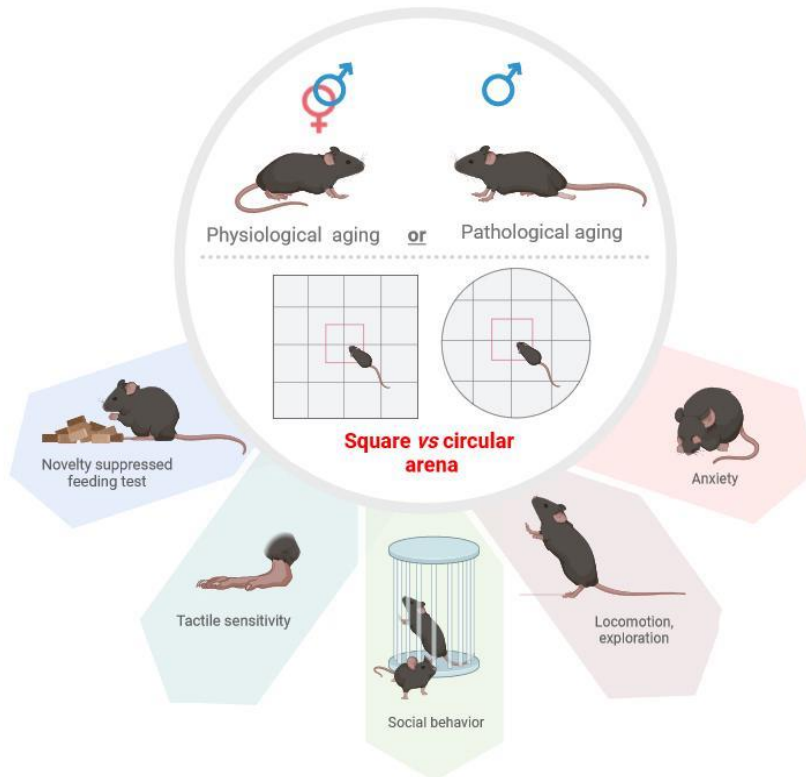 Physiological aging or Pathological aging
Square vs circular
arena
Novelty suppressed
feeding test
Tactile sensitivity
Social behavior
Locomotion,
exploration
Anxiety